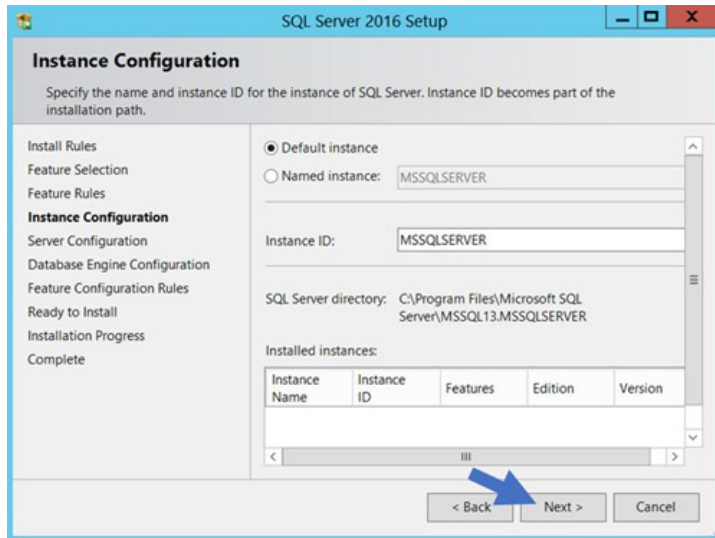 SQL Server 2016 Setup
Instance Configuration
Specify the name and instance ID for the instance of SQL Server. Instance ID becomes part of the
installation path.
Install Rules
Feature Selection
Feature Rules
Instance Configuration
Server Configuration
Database Engine Configuration
Feature Configuration Rules
Ready to Install
Installation Progress
Complete
Default instance
Named instance: MSSQLSERVER
Instance ID: MSSQLSERVER
SQL Server directory: C:\Program Files\Microsoft SQL
Server\MSSQL13.MSSQLSERVER
Installed instances:
Instance Name Instance ID Features Edition Version
< Back Next > Cancel